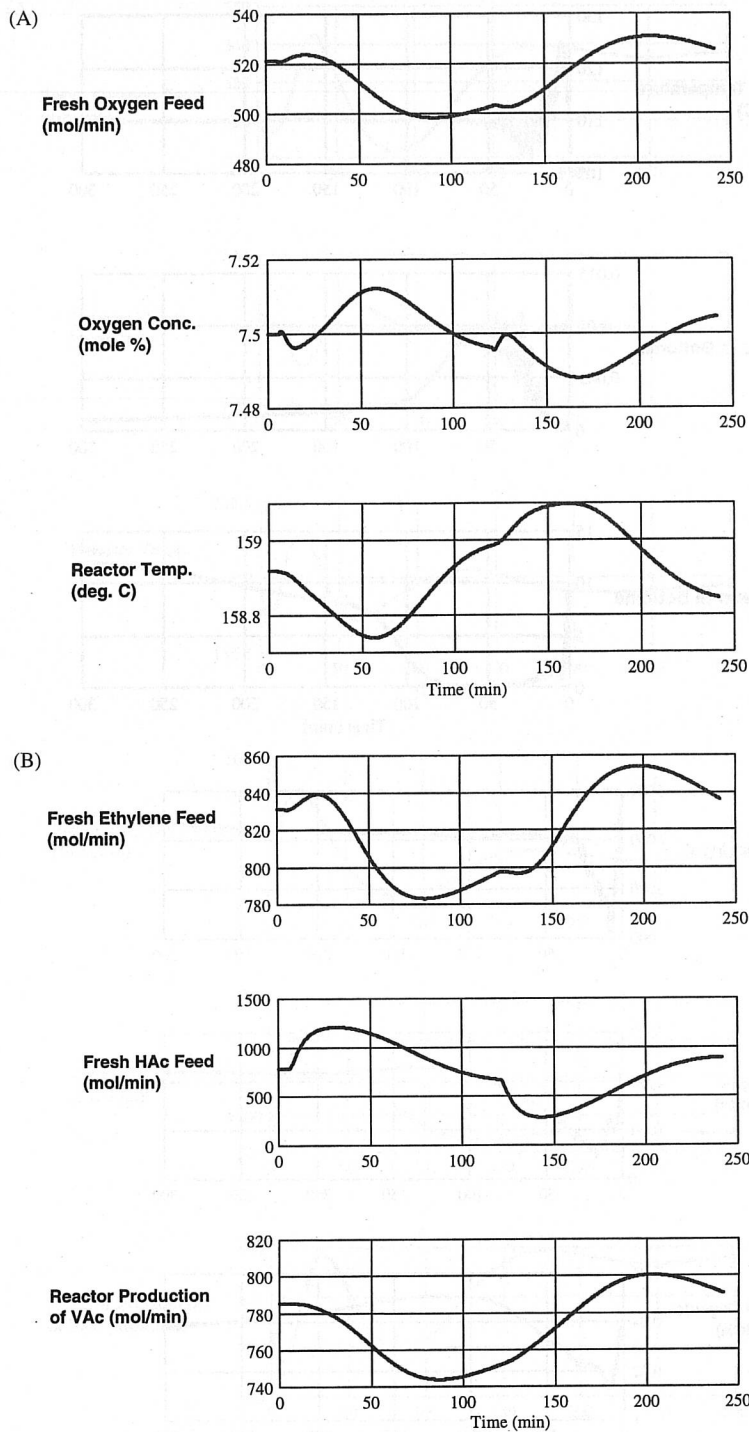 (A)
540
520
500
480
Fresh Oxygen Feed
(mol/min)
0 50 100 150 200 250
7.52
7.5
7.48
Oxygen Conc.
(mole %)
0 50 100 150 200 250
159
158.8
Reactor Temp.
(deg. C)
0 50 100 150 200 250
Time (min)
(B)
860
840
820
800
780
Fresh Ethylene Feed
(mol/min)
0 50 100 150 200 250
1500
1000
500
0
Fresh HAc Feed
(mol/min)
0 50 100 150 200 250
820
800
780
760
740
Reactor Production
of VAc (mol/min)
0 50 100 150 200 250
Time (min)